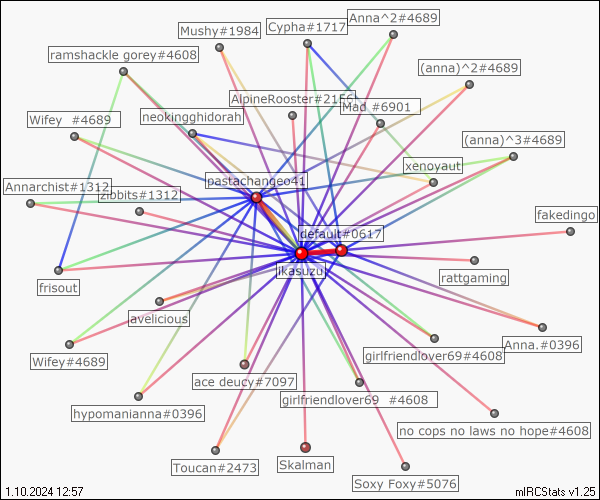 Mushy#1984
Cypha#1717
Anna^2#4689
ramshackle gorey#4608
(anna)^2#4689
AlpineRooster#2156
Mad #6901
Wifey #4689
neokingghidorah
(anna)^3#4689
xenoyaut
pastachangeo41
Annarchist#1312
zibbits#1312
fakedingo
default#0617
ikasuzu
rattgaming
frisout
avelicious
Anna.#0396
girlfriendlover69#4608
Wifey#4689
ace deucy#7097
girlfriendlover69 #4608
hypomanianna#0396
no cops no laws no hope#4608
Toucan#2473
Skalman
Soxy Foxy#5076
1.10.2024 12:57
mIRCStats v1.25